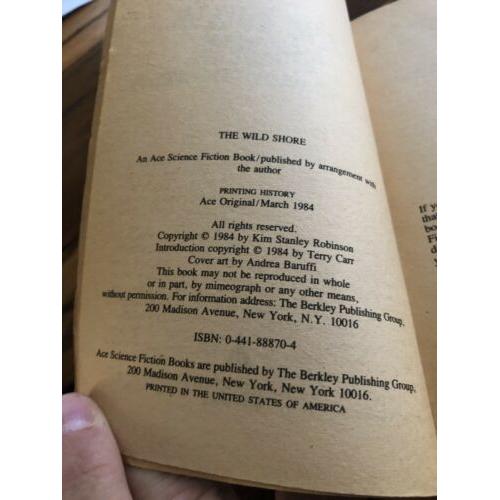 THE WILD SHORE
An Ace Science Fiction Book/published by arrangement with
the author
PRINTING HISTORY
Ace Original/March 1984
All rights reserved.
Copyright © 1984 by Kim Stanley Robinson
Introduction copyright © 1984 by Terry Carr
Cover art by Andrea Baruffi
This book may not be reproduced in whole
or in part, by mimeograph or any other means,
without permission. For information address: The Berkley Publishing Group,
200 Madison Avenue, New York, N.Y. 10016
ISBN: 0-441-88870-4
Ace Science Fiction Books are published by The Berkley Publishing Group,
200 Madison Avenue, New York, New York 10016.
PRINTED IN THE UNITED STATES OF AMERICA
If y
that
bo
Fi
d